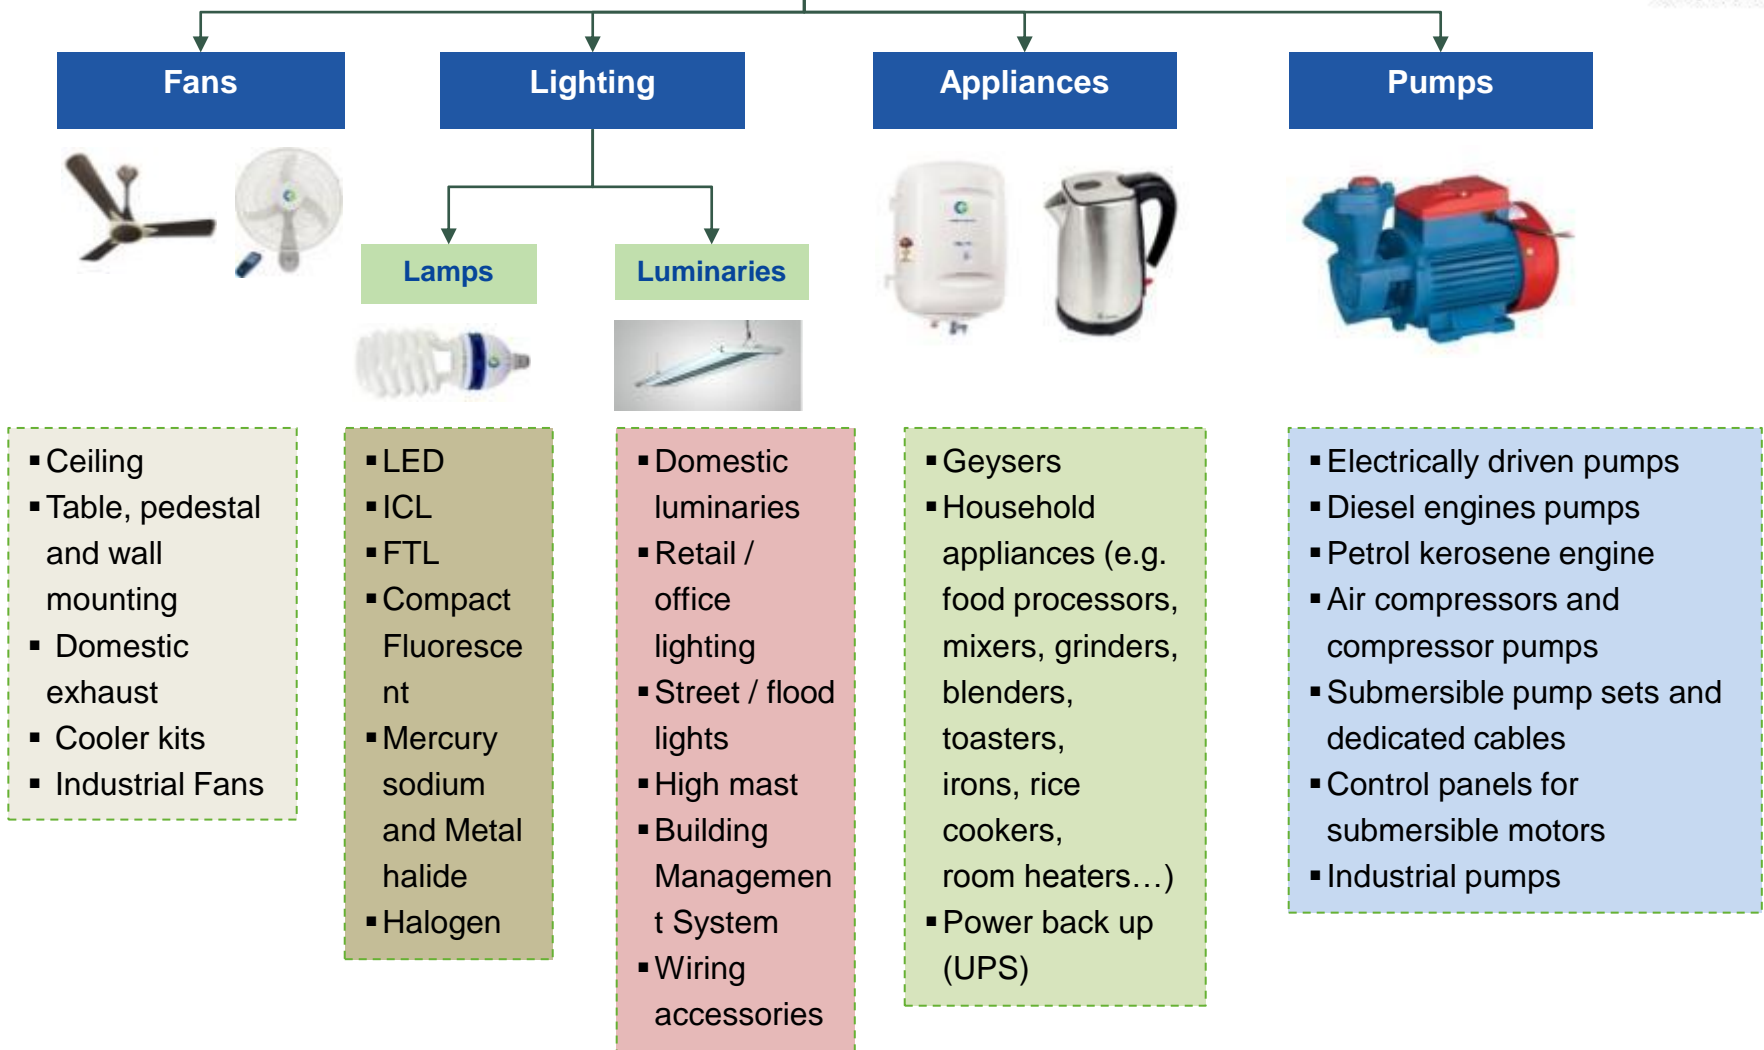 Fans
Lighting
Appliances
Pumps
Lamps
Luminaries
▪Ceiling
▪Table, pedestal
and wall
mounting
▪ Domestic
exhaust
▪ Cooler kits
▪ Industrial Fans
▪LED
▪ICL
▪FTL
▪Compact
Fluoresce
nt
▪Mercury
sodium
and Metal
halide
▪Halogen
▪Domestic
luminaries
▪Retail /
office
lighting
▪Street / flood
lights
▪High mast
▪Building
Managemen
t System
▪Wiring
accessories
▪Geysers
▪Household
appliances (e.g.
food processors,
mixers, grinders,
blenders,
toasters,
irons, rice
cookers,
room heaters…)
▪Power back up
(UPS)
▪Electrically driven pumps
▪Diesel engines pumps
▪Petrol kerosene engine
▪Air compressors and
compressor pumps
▪Submersible pump sets and
dedicated cables
▪Control panels for
submersible motors
▪Industrial pumps